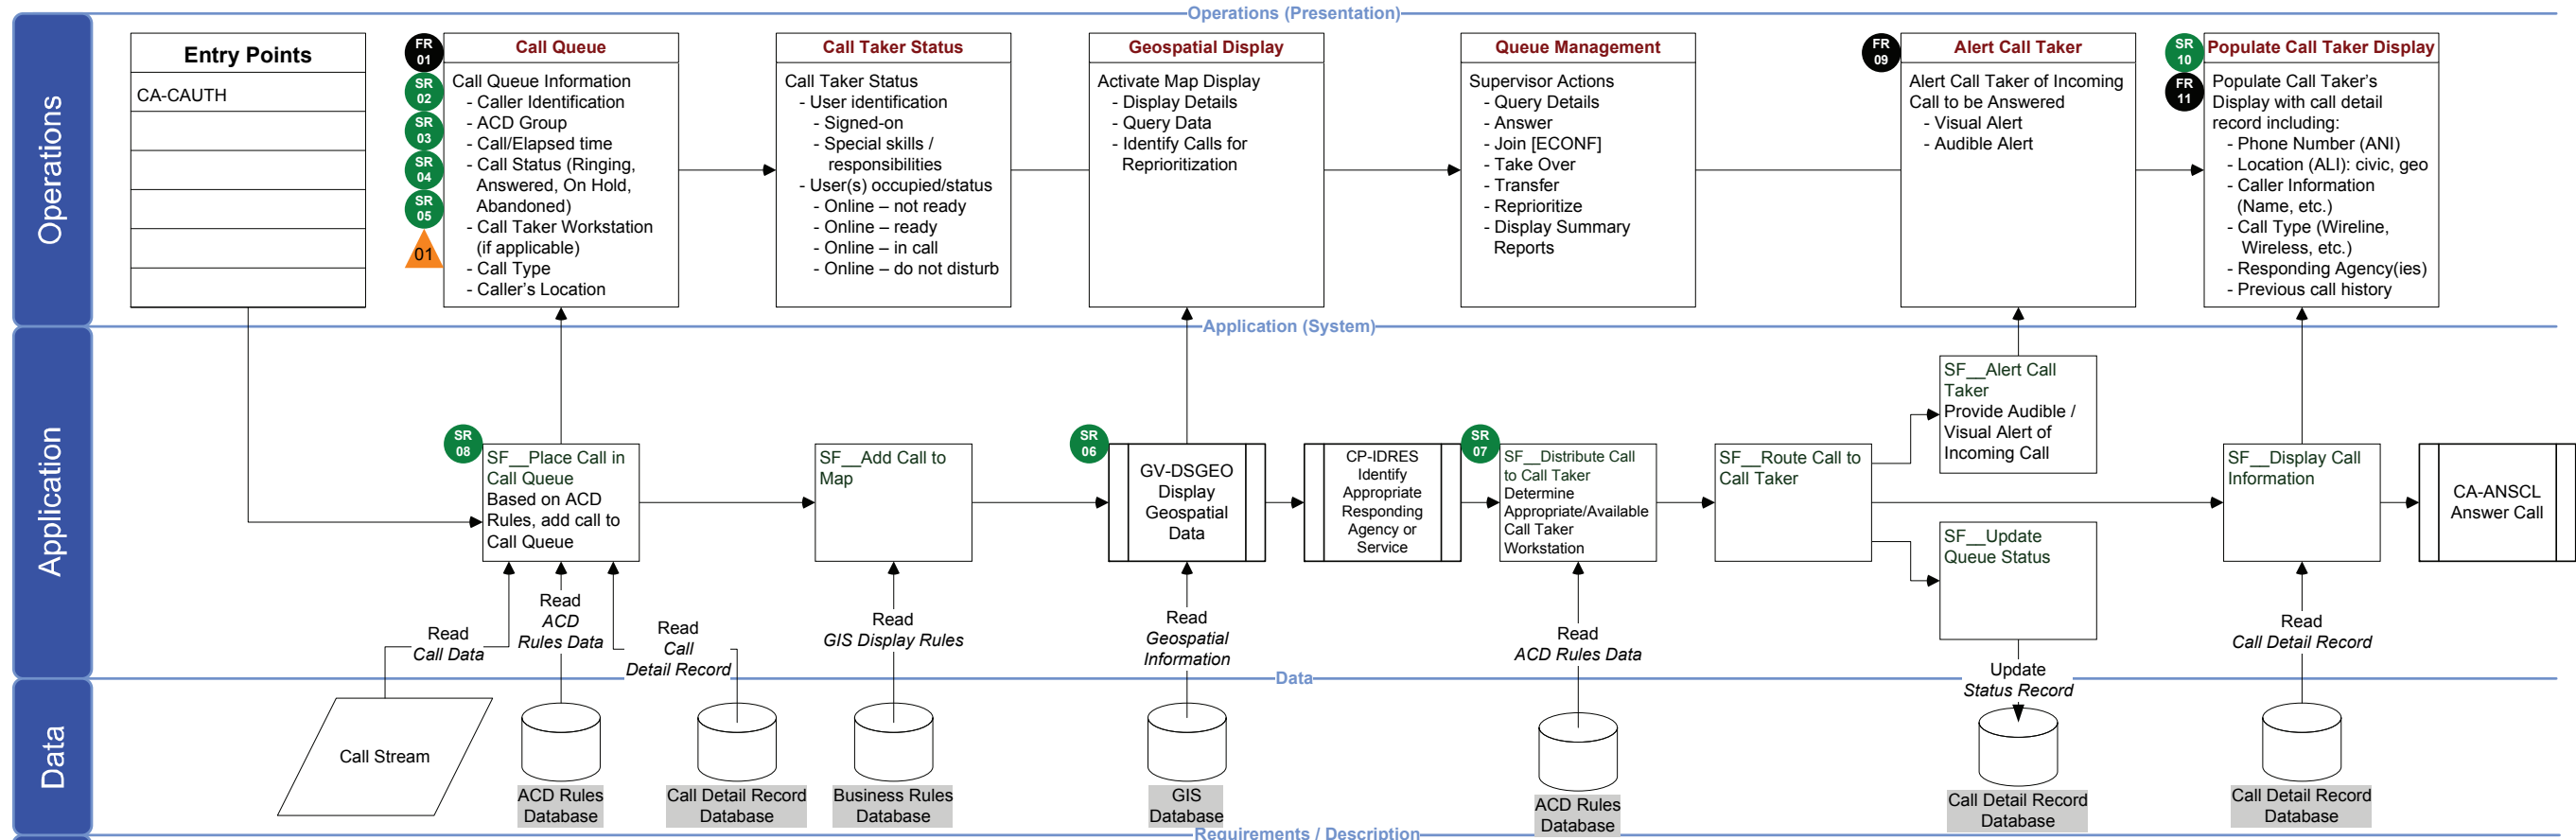 Operations (Presentation)
Operations
Entry Points
CA-CAUTH
FR
01
SR
02
SR
03
SR
04
SR
05
01
Call Queue
Call Queue Information
- Caller Identification
- ACD Group
- Call/Elapsed time
- Call Status (Ringing,
Answered, On Hold,
Abandoned)
- Call Taker Workstation
(if applicable)
- Call Type
- Caller's Location
Call Taker Status
Call Taker Status
- User identification
- Signed-on
- Special skills /
responsibilities
- User(s) occupied/status
- Online – not ready
- Online – ready
- Online – in call
- Online – do not disturb
Geospatial Display
Activate Map Display
- Display Details
- Query Data
- Identify Calls for
Reprioritization
Queue Management
Supervisor Actions
- Query Details
- Answer
- Join [ECONF]
- Take Over
- Transfer
- Reprioritize
- Display Summary
Reports
FR
09
Alert Call Taker
Alert Call Taker of Incoming
Call to be Answered
- Visual Alert
- Audible Alert
SR
10
FR
11
Populate Call Taker Display
Populate Call Taker's
Display with call detail
record including:
- Phone Number (ANI)
- Location (ALI): civic, geo
- Caller Information
(Name, etc.)
- Call Type (Wireline,
Wireless, etc.)
- Responding Agency(ies)
- Previous call history
Application (System)
Application
SR
08
SF__Place Call in
Call Queue
Based on ACD
Rules, add call to
Call Queue
SF__Add Call to
Map
SR
06
GV-DSGEO
Display
Geospatial
Data
CP-IDRES
Identify
Appropriate
Responding
Agency or
Service
SR
07
SF__Distribute Call
to Call Taker
Determine
Appropriate/Available
Call Taker
Workstation
SF__Route Call to
Call Taker
SF__Alert Call
Taker
Provide Audible /
Visual Alert of
Incoming Call
SF__Update
Queue Status
SF__Display Call
Information
CA-ANSCL
Answer Call
Read
Call Data
Read
ACD
Rules Data
Read
Call
Detail Record
Read
GIS Display Rules
Read
Geospatial
Information
Read
ACD Rules Data
Update
Status Record
Read
Call Detail Record
Data
Data
Call Stream
ACD Rules
Database
Call Detail Record
Database
Business Rules
Database
GIS
Database
ACD Rules
Database
Call Detail Record
Database
Call Detail Record
Database
Requirements / Description